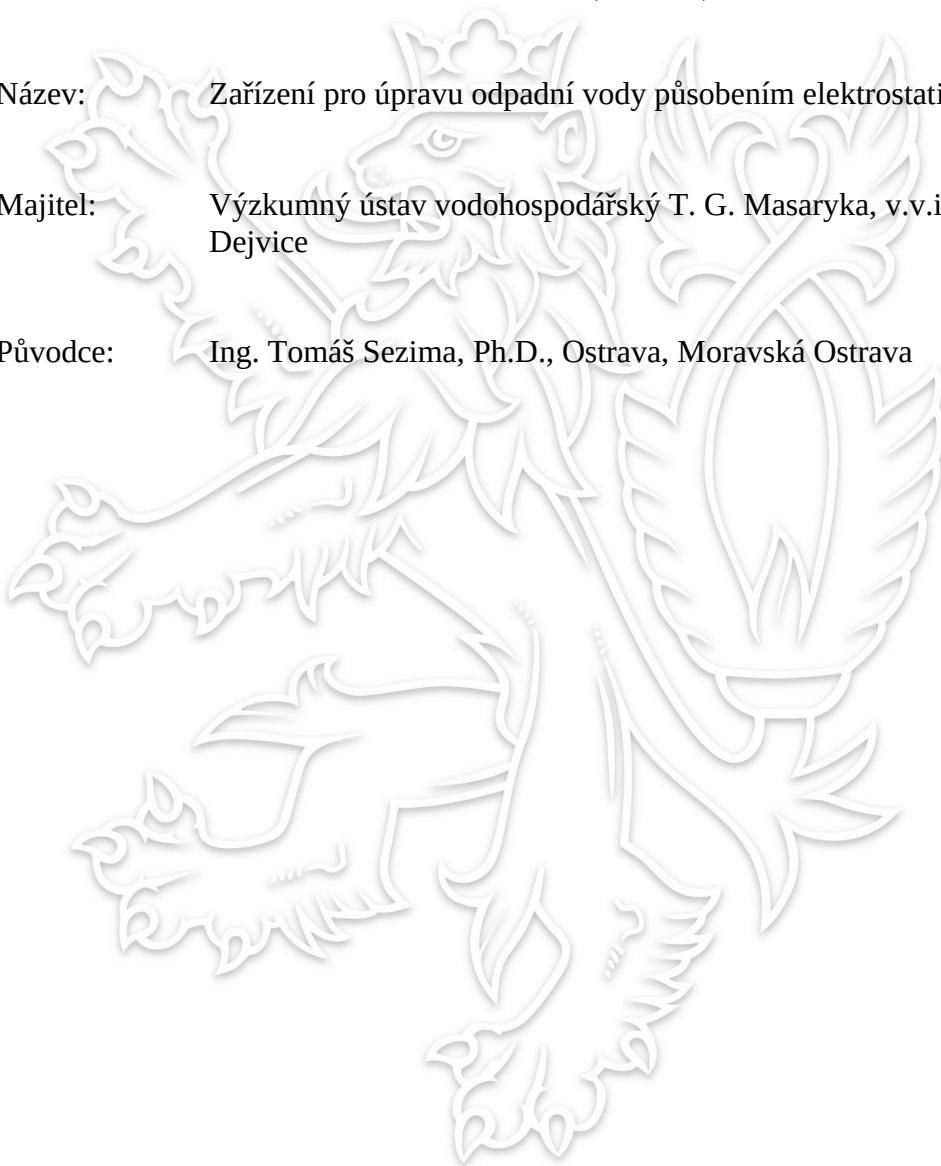 Název: Zařízení pro úpravu odpadní vody působením elektrostati
Majitel: Výzkumný ústav vodohospodářský T. G. Masaryka, v.v.i
Dejvice
Původce: Ing. Tomáš Sezima, Ph.D., Ostrava, Moravská Ostrava